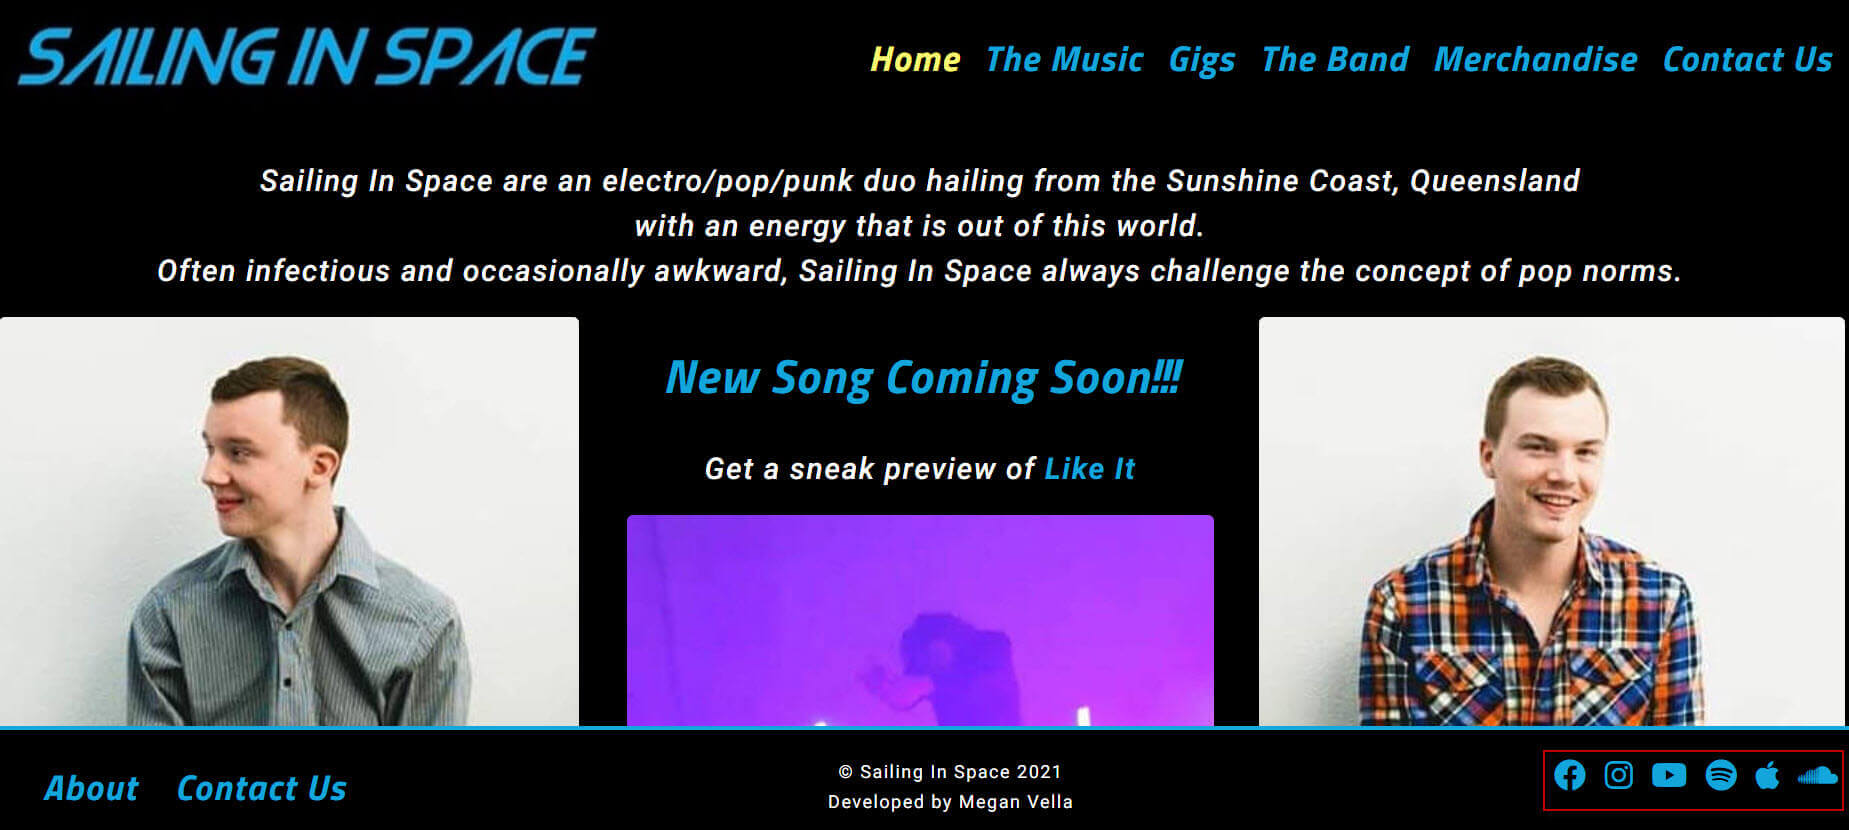 SAILING IN SPACE
Home The Music Gigs The Band Merchandise Contact Us
Sailing In Space are an electro/pop/punk duo hailing from the Sunshine Coast, Queensland
with an energy that is out of this world.
Often infectious and occasionally awkward, Sailing In Space always challenge the concept of pop norms.
New Song Coming Soon!!!
Get a sneak preview of Like It
About Contact Us
© Sailing In Space 2021
Developed by Megan Vella